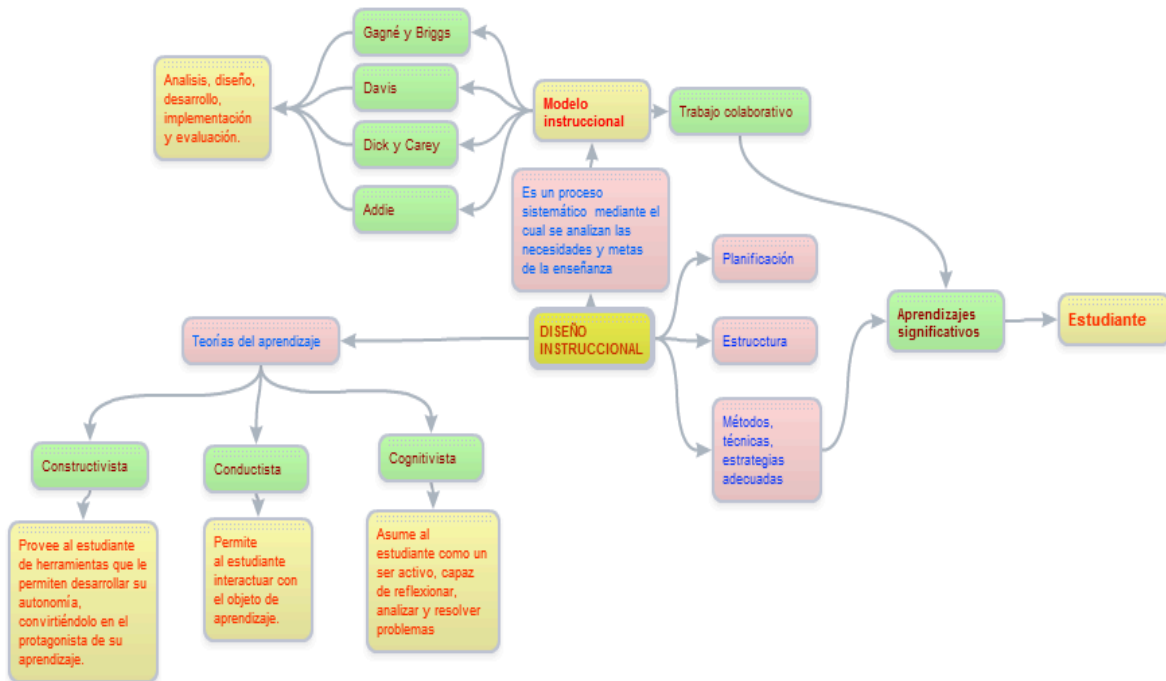 Gagné y Briggs
Analisis, diseño,
desarrollo,
implementación
y evaluación.
Davis
Dick y Carey
Addie
Modelo
instruccional
Trabajo colaborativo
Es un proceso
sistemático mediante el
cual se analizan las
necesidades y metas
de la enseñanza
Planificación
Aprendizajes
significativos
Estudiante
DISEÑO
INSTRUCCIONAL
Estrucctura
Teorías del aprendizaje
Métodos,
técnicas,
estrategias
adecuadas
Constructivista
Conductista
Cognitivista
Provee al estudiante
de herramientas que le
permiten desarrollar su
autonomía,
convirtiéndolo en el
protagonista de su
aprendizaje.
Permite
al estudiante
interactuar con
el objeto de
aprendizaje.
Asume al
estudiante como un
ser activo, capaz
de reflexionar,
analizar y resolver
problemas